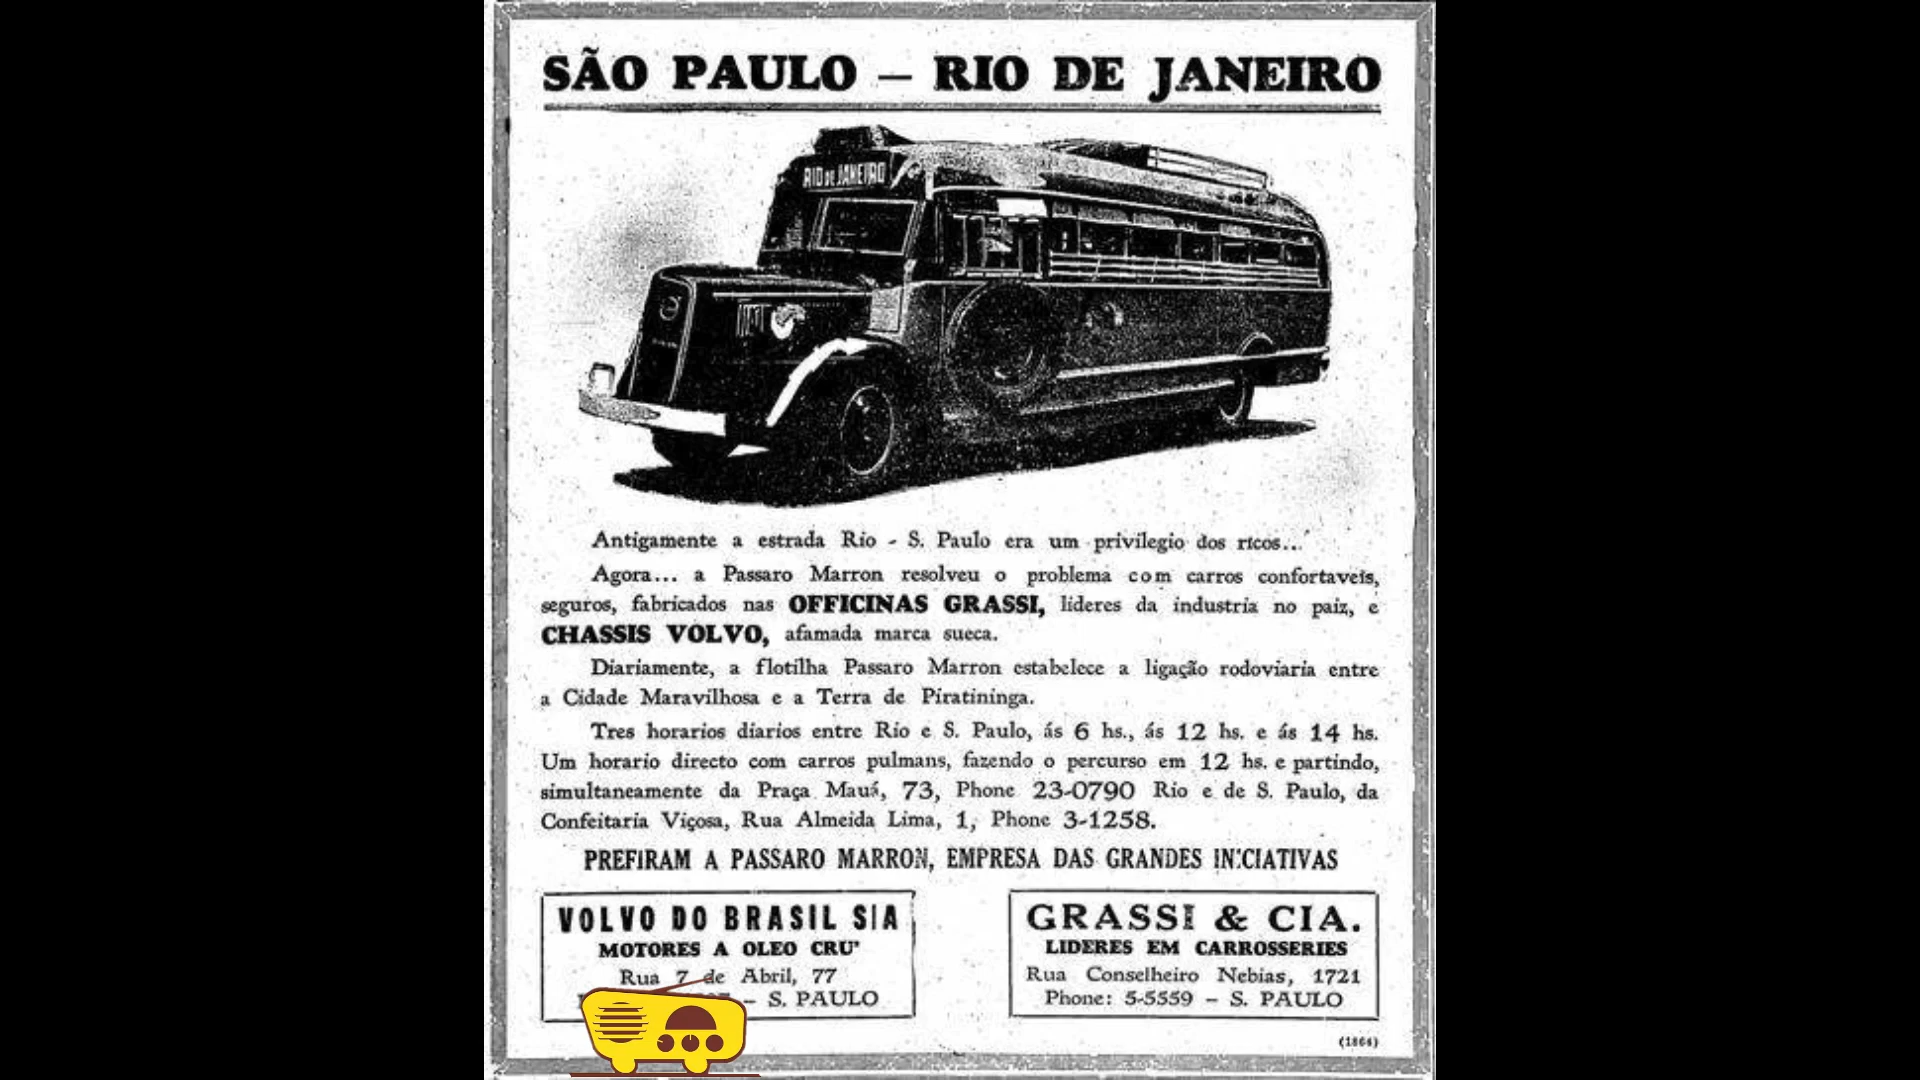 SÃO PAULO — RIO DE JANEIRO
RIO DE JANEIRO
Antigamente a estrada Rio - S. Paulo era um privilegio dos ricos...
Agora... a Passaro Marron resolveu o problema com carros confortaveis,
seguros, fabricados nas OFFICINAS GRASSI, lideres da industria no paiz, e
CHASSIS VOLVO, afamada marca sueca.
Diariamente, a flotilha Passaro Marron estabelece a ligação rodoviaria entre
a Cidade Maravilhosa e a Terra de Piratininga.
Tres horarios diarios entre Rio e S. Paulo, ás 6 hs., ás 12 hs. e ás 14 hs.
Um horario directo com carros pulmans, fazendo o percurso em 12 hs. e partindo,
simultaneamente da Praça Mauá, 73, Phone 23-0790 Rio e de S. Paulo, da
Confeitaria Viçosa, Rua Almeida Lima, 1, Phone 3-1258.
PREFIRAM A PASSARO MARRON, EMPRESA DAS GRANDES INICIATIVAS
VOLVO DO BRASIL S/A
MOTORES A OLEO CRU'
Rua 7 de Abril, 77
– S. PAULO
GRASSI & CIA.
LIDERES EM CARROSSERIES
Rua Conselheiro Nebias, 1721
Phone: 5-5559 – S. PAULO
(1864)